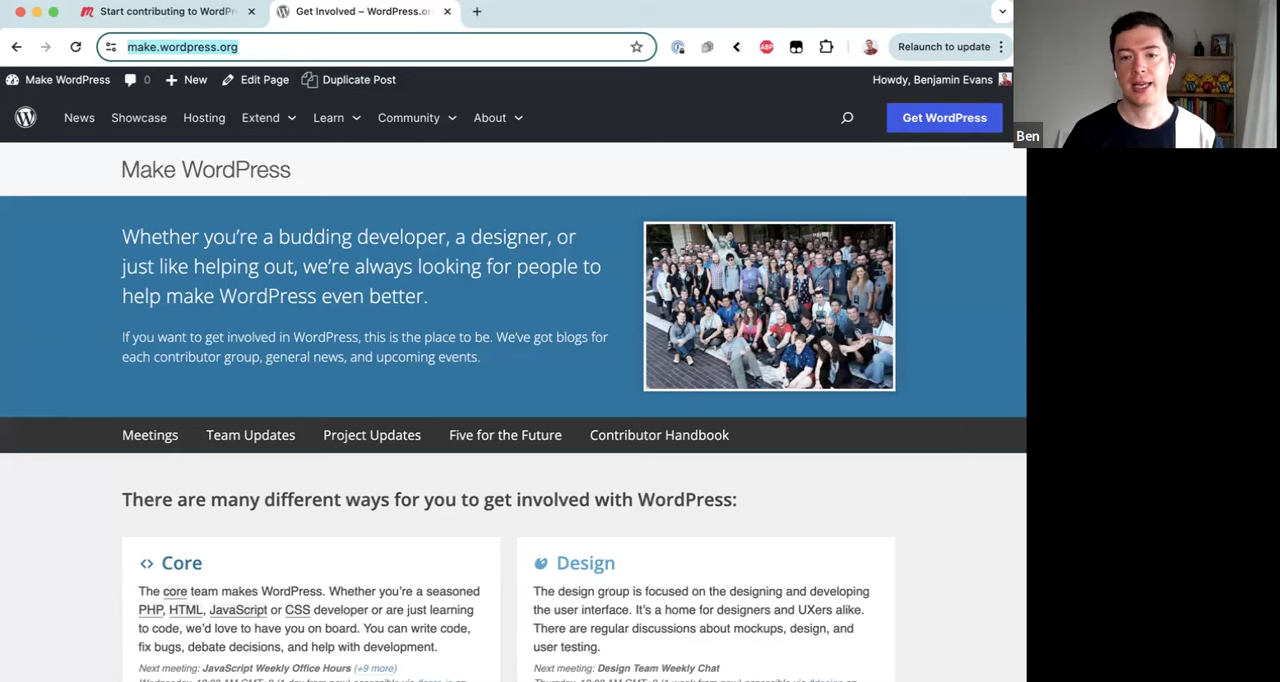 Start contributing to WordPr
Get Involved – WordPress.or
make.wordpress.org
ABP
Relaunch to update
Make WordPress
0
New
Edit Page
Duplicate Post
Howdy, Benjamin Evans
News
Showcase
Hosting
Extend
Learn
Community
About
Get WordPress
Ben
Make WordPress
Whether you're a budding developer, a designer, or
just like helping out, we're always looking for people to
help make WordPress even better.
If you want to get involved in WordPress, this is the place to be. We've got blogs for
each contributor group, general news, and upcoming events.
Meetings
Team Updates
Project Updates
Five for the Future
Contributor Handbook
There are many different ways for you to get involved with WordPress:
Core
The core team makes WordPress. Whether you're a seasoned
PHP, HTML, JavaScript or CSS developer or are just learning
to code, we'd love to have you on board. You can write code,
fix bugs, debate decisions, and help with development.
Next meeting: JavaScript Weekly Office Hours (+9 more)
Design
The design group is focused on the designing and developing
the user interface. It's a home for designers and UXers alike.
There are regular discussions about mockups, design, and
user testing.
Next meeting: Design Team Weekly Chat